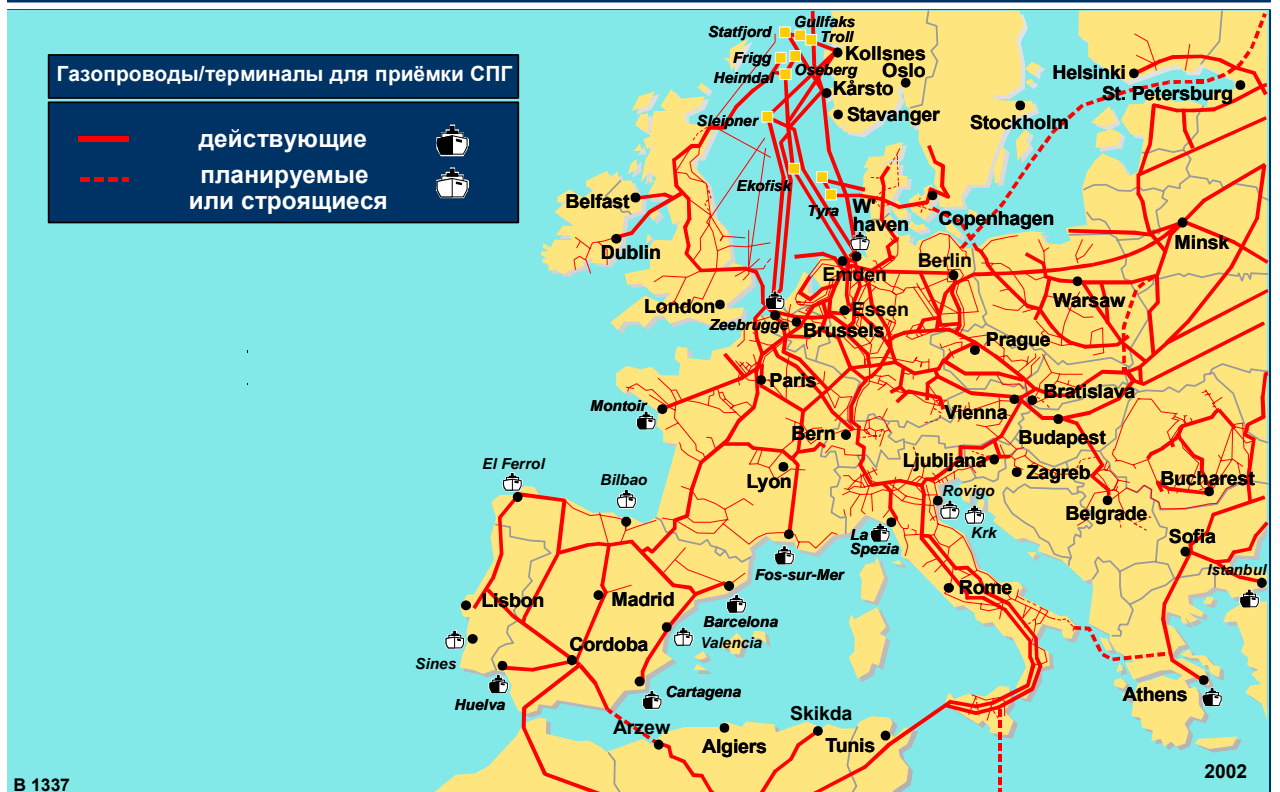 Газопроводы/терминалы для приёмки СПГ
действующие
планируемые
или строящиеся
Statfjord
Gullfaks
Troll
Frigg
Oseberg
Heimdal
Kollsnes
Oslo
Kårsto
Stavanger
Sleipner
Helsinki
St. Petersburg
Stockholm
Ekofisk
Tyra
W'
haven
Copenhagen
Belfast
Dublin
Minsk
Emden
Berlin
Warsaw
London
Zeebrugge
Brussels
Essen
Prague
Paris
Bratislava
Vienna
Montoir
Bern
Budapest
Ljubljana
Zagreb
Lyon
Bucharest
Belgrade
El Ferrol
Bilbao
Rovigo
Krk
La
Spezia
Sofia
Istanbul
Fos-sur-Mer
Rome
Lisbon
Madrid
Barcelona
Valencia
Cordoba
Sines
Huelva
Cartagena
Athens
Arzew
Algiers
Skikda
Tunis
B 1337
2002